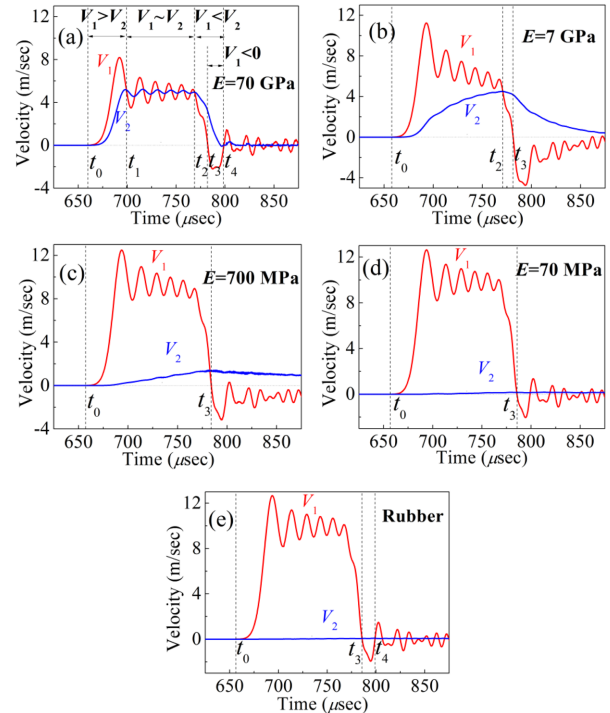 V₁>V₂ V₁~V₂ V₁<V₂
(a) V₁<0
V₁ E=70 GPa
V₂
t₀ t₁ t₂ t₃ t₄
12
8
4
0
-4
650 700 750 800 850
Velocity (m/sec)
Time (μsec)
(b) E=7 GPa
V₁
V₂
t₀ t₂ t₃
12
8
4
0
-4
650 700 750 800 850
Velocity (m/sec)
Time (μsec)
(c) V₁ E=700 MPa
V₂
t₀ t₃
12
8
4
0
-4
650 700 750 800 850
Velocity (m/sec)
Time (μsec)
(d) V₁ E=70 MPa
V₂
t₀ t₃
12
8
4
0
-4
650 700 750 800 850
Velocity (m/sec)
Time (μsec)
(e) V₁ Rubber
V₂
t₀ t₃ t₄
12
8
4
0
-4
650 700 750 800 850
Velocity (m/sec)
Time (μsec)